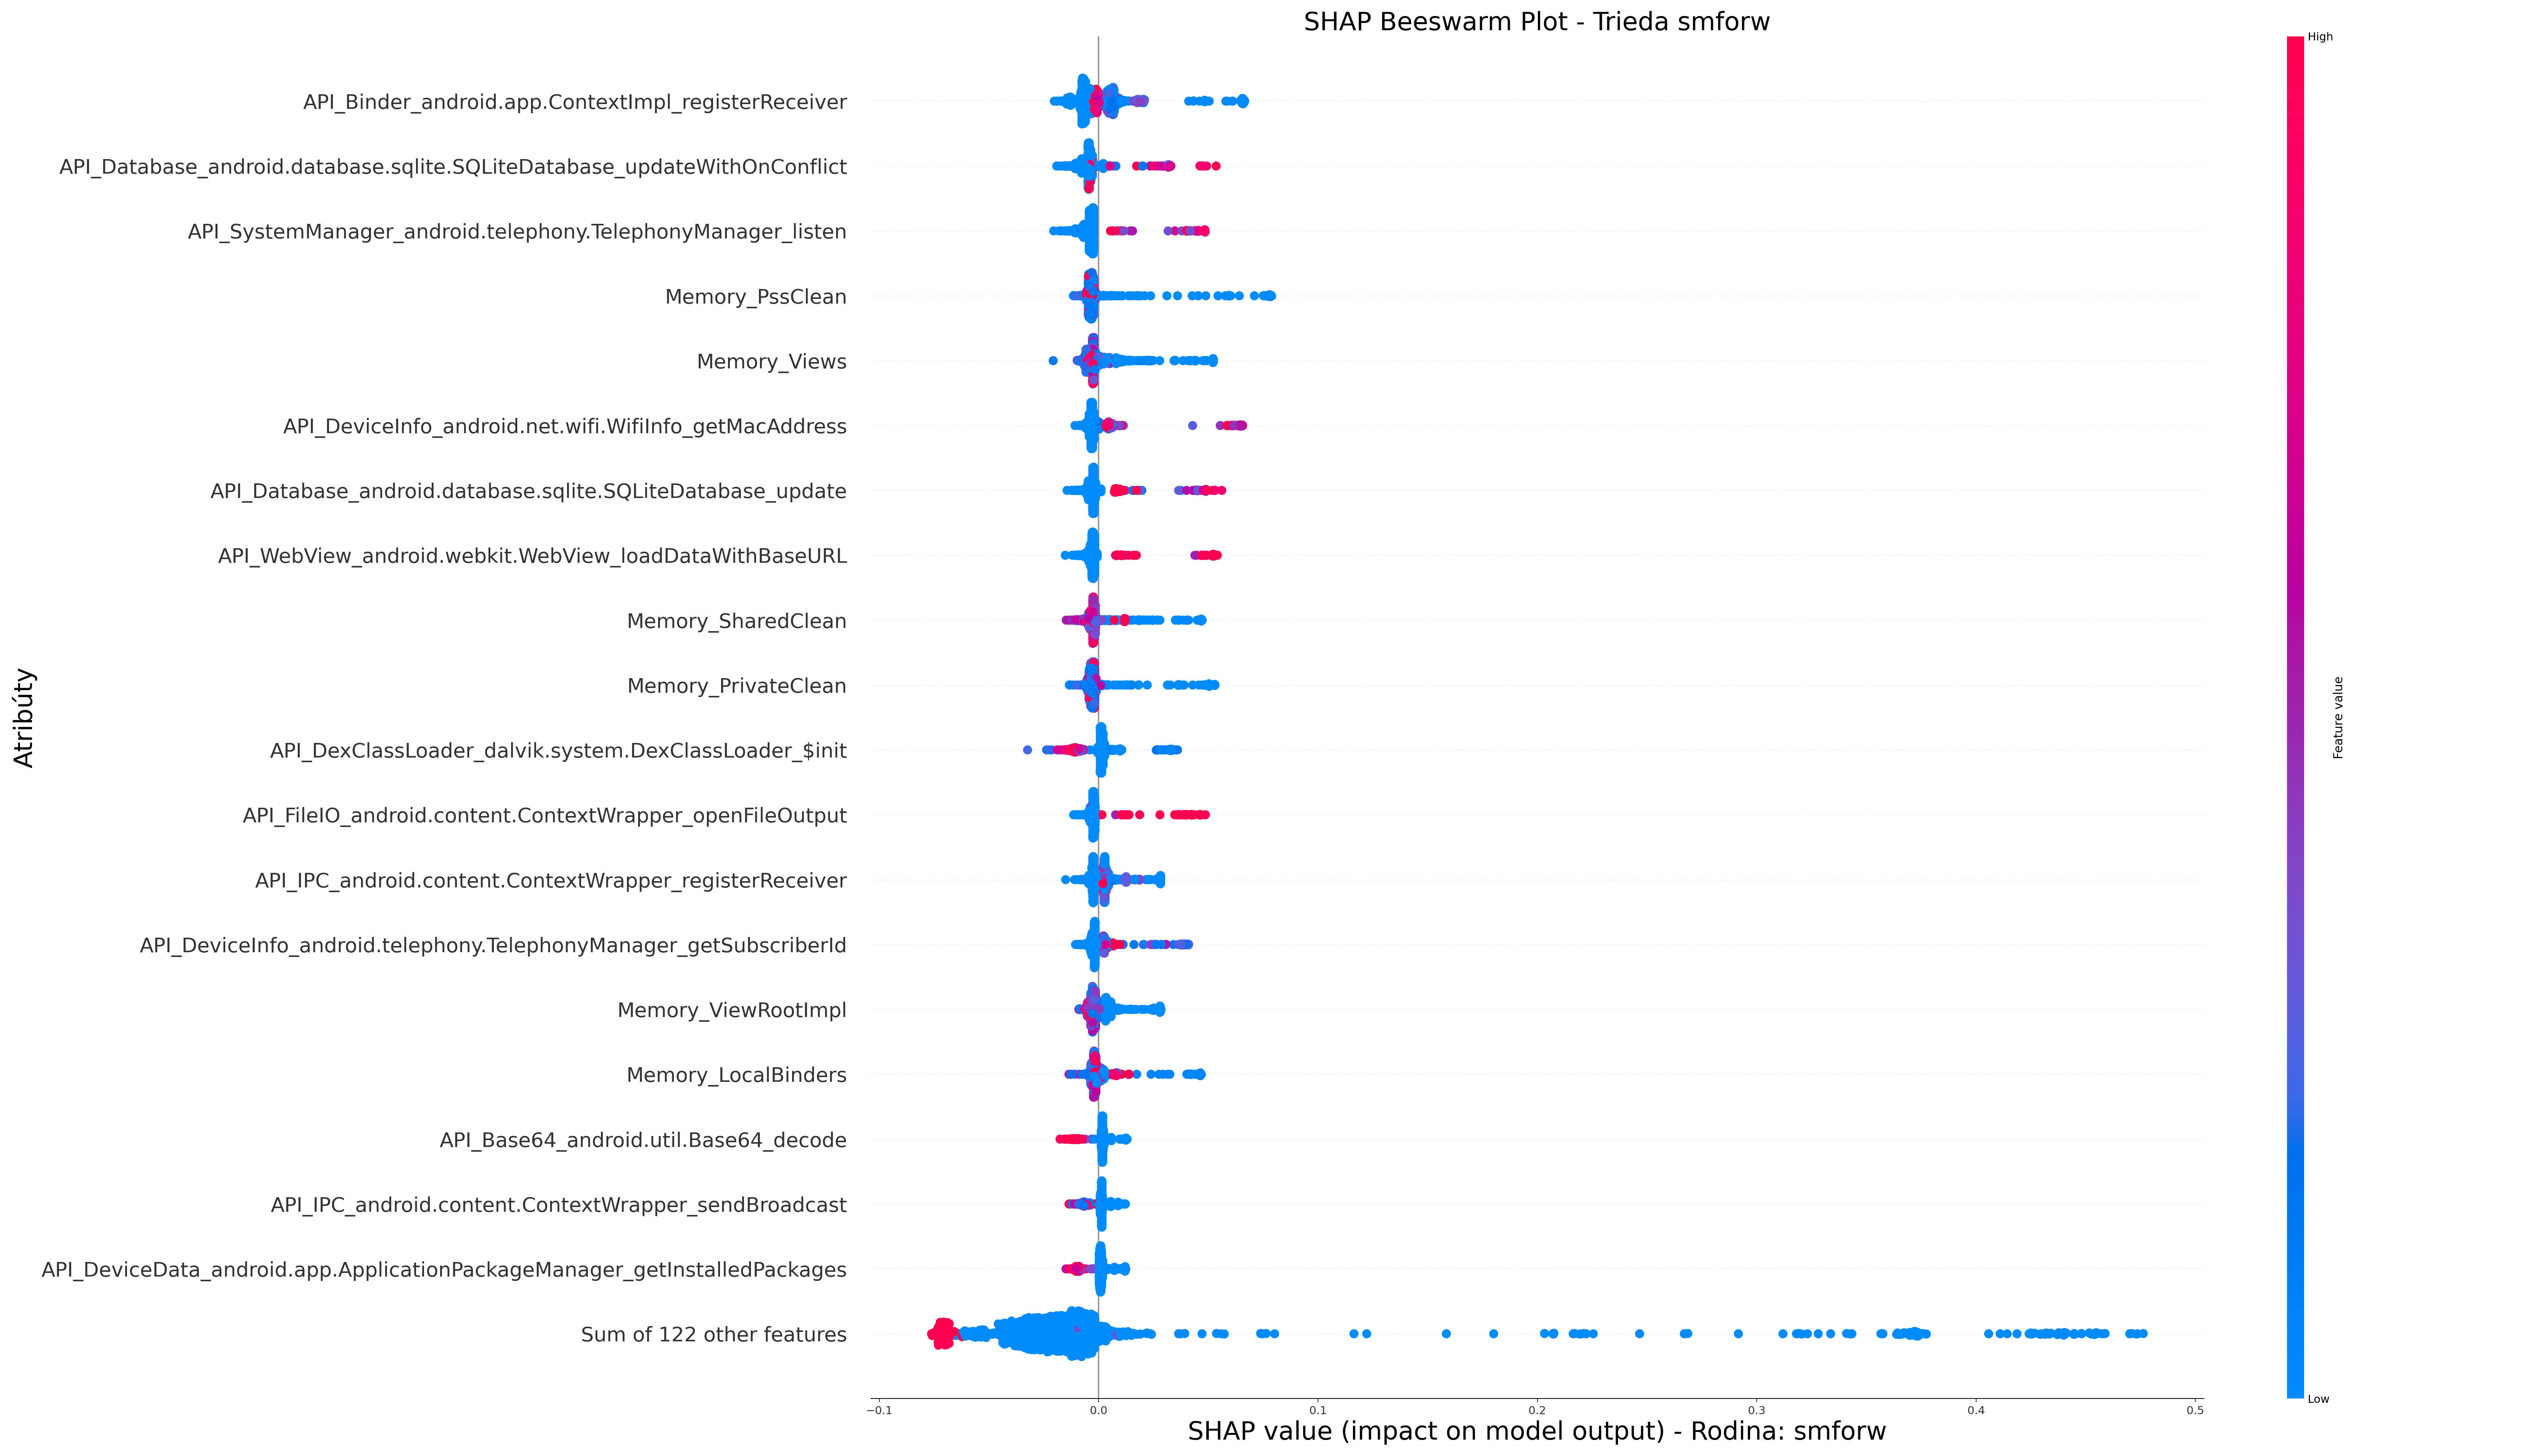 SHAP Beeswarm Plot - Trieda smforw
High
API_Binder_android.app.ContextImpl_registerReceiver
API_Database_android.database.sqlite.SQLiteDatabase_updateWithOnConflict
API_SystemManager_android.telephony.TelephonyManager_listen
Memory_PssClean
Memory_Views
API_DeviceInfo_android.net.wifi.WifiInfo_getMacAddress
API_Database_android.database.sqlite.SQLiteDatabase_update
API_WebView_android.webkit.WebView_loadDataWithBaseURL
Memory_SharedClean
Memory_PrivateClean
API_DexClassLoader_dalvik.system.DexClassLoader_$init
API_FileIO_android.content.ContextWrapper_openFileOutput
API_IPC_android.content.ContextWrapper_registerReceiver
API_DeviceInfo_android.telephony.TelephonyManager_getSubscriberId
Memory_ViewRootImpl
Memory_LocalBinders
API_Base64_android.util.Base64_decode
API_IPC_android.content.ContextWrapper_sendBroadcast
API_DeviceData_android.app.ApplicationPackageManager_getInstalledPackages
Sum of 122 other features
Atribúty
Feature value
Low
−0.1 0.0 0.1 0.2 0.3 0.4 0.5
SHAP value (impact on model output) - Rodina: smforw